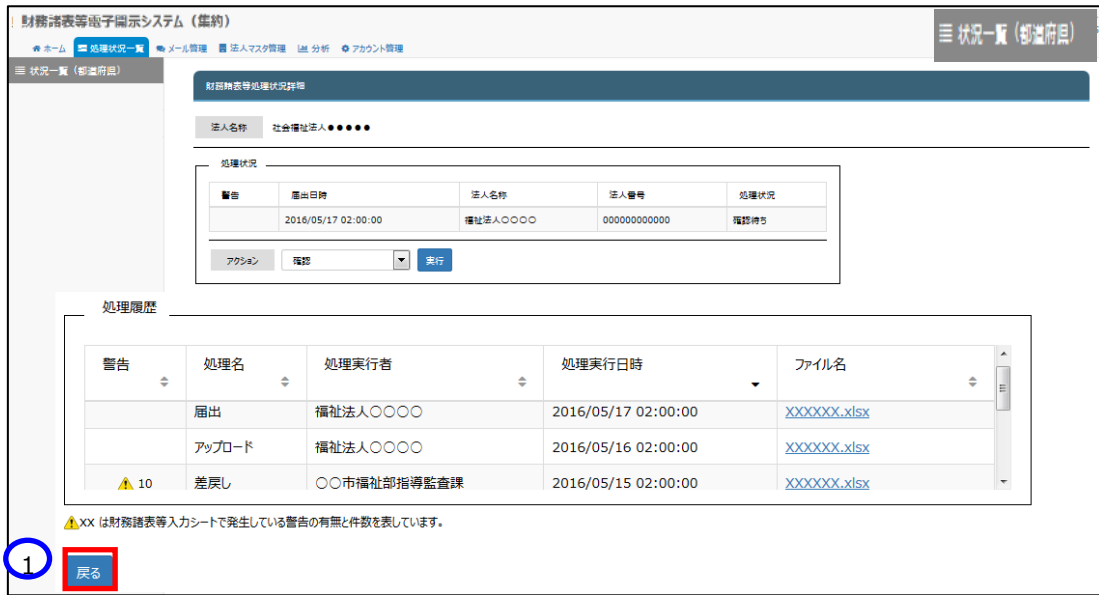 財務諸表等電子開示システム（集約）
≡ 状況一覧（都道府県）
ホーム 処理状況一覧 メール管理 法人マスタ管理 分析 アカウント管理
≡ 状況一覧（都道府県）
財務諸表等処理状況詳細
法人名称 社会福祉法人●●●●●
処理状況
警告 届出日時 法人名称 法人番号 処理状況
2016/05/17 02:00:00 福祉法人〇〇〇〇 000000000000 確認待ち
アクション 確認 実行
処理履歴
警告 処理名 処理実行者 処理実行日時 ファイル名
届出 福祉法人〇〇〇〇 2016/05/17 02:00:00 XXXXXX.xlsx
アップロード 福祉法人〇〇〇〇 2016/05/16 02:00:00 XXXXXX.xlsx
10 差戻し 〇〇市福祉部指導監査課 2016/05/15 02:00:00 XXXXXX.xlsx
XX は財務諸表等入力シートで発生している警告の有無と件数を表しています。
1 戻る